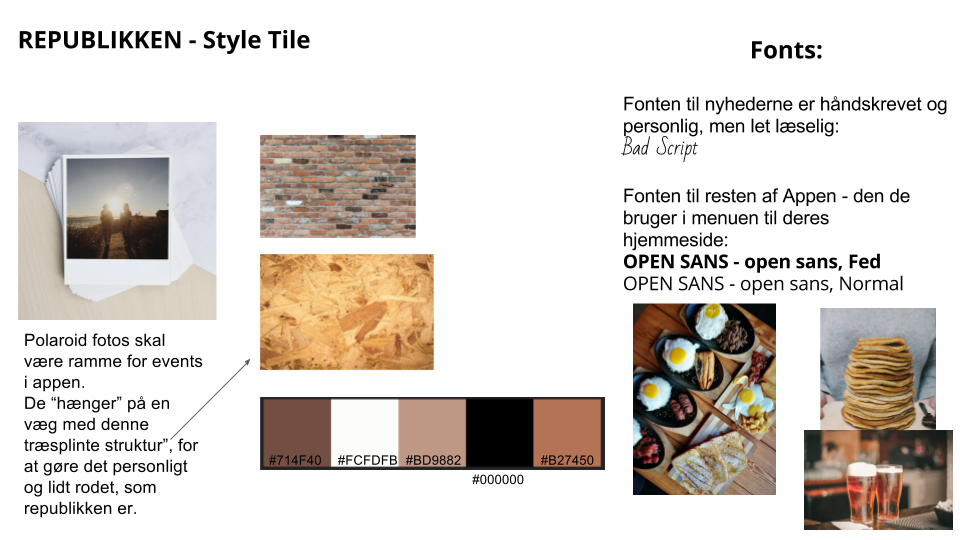 REPUBLIKKEN - Style Tile
Fonts:
Fonten til nyhederne er håndskrevet og
personlig, men let læselig:
Bad Script
Fonten til resten af Appen - den de
bruger i menuen til deres
hjemmeside:
OPEN SANS - open sans, Fed
OPEN SANS - open sans, Normal
Polaroid fotos skal
være ramme for events
i appen.
De “hænger” på en
væg med denne
træsplinte struktur”, for
at gøre det personligt
og lidt rodet, som
republikken er.
#714F40
#FCFDFB
#BD9882
#000000
#B27450